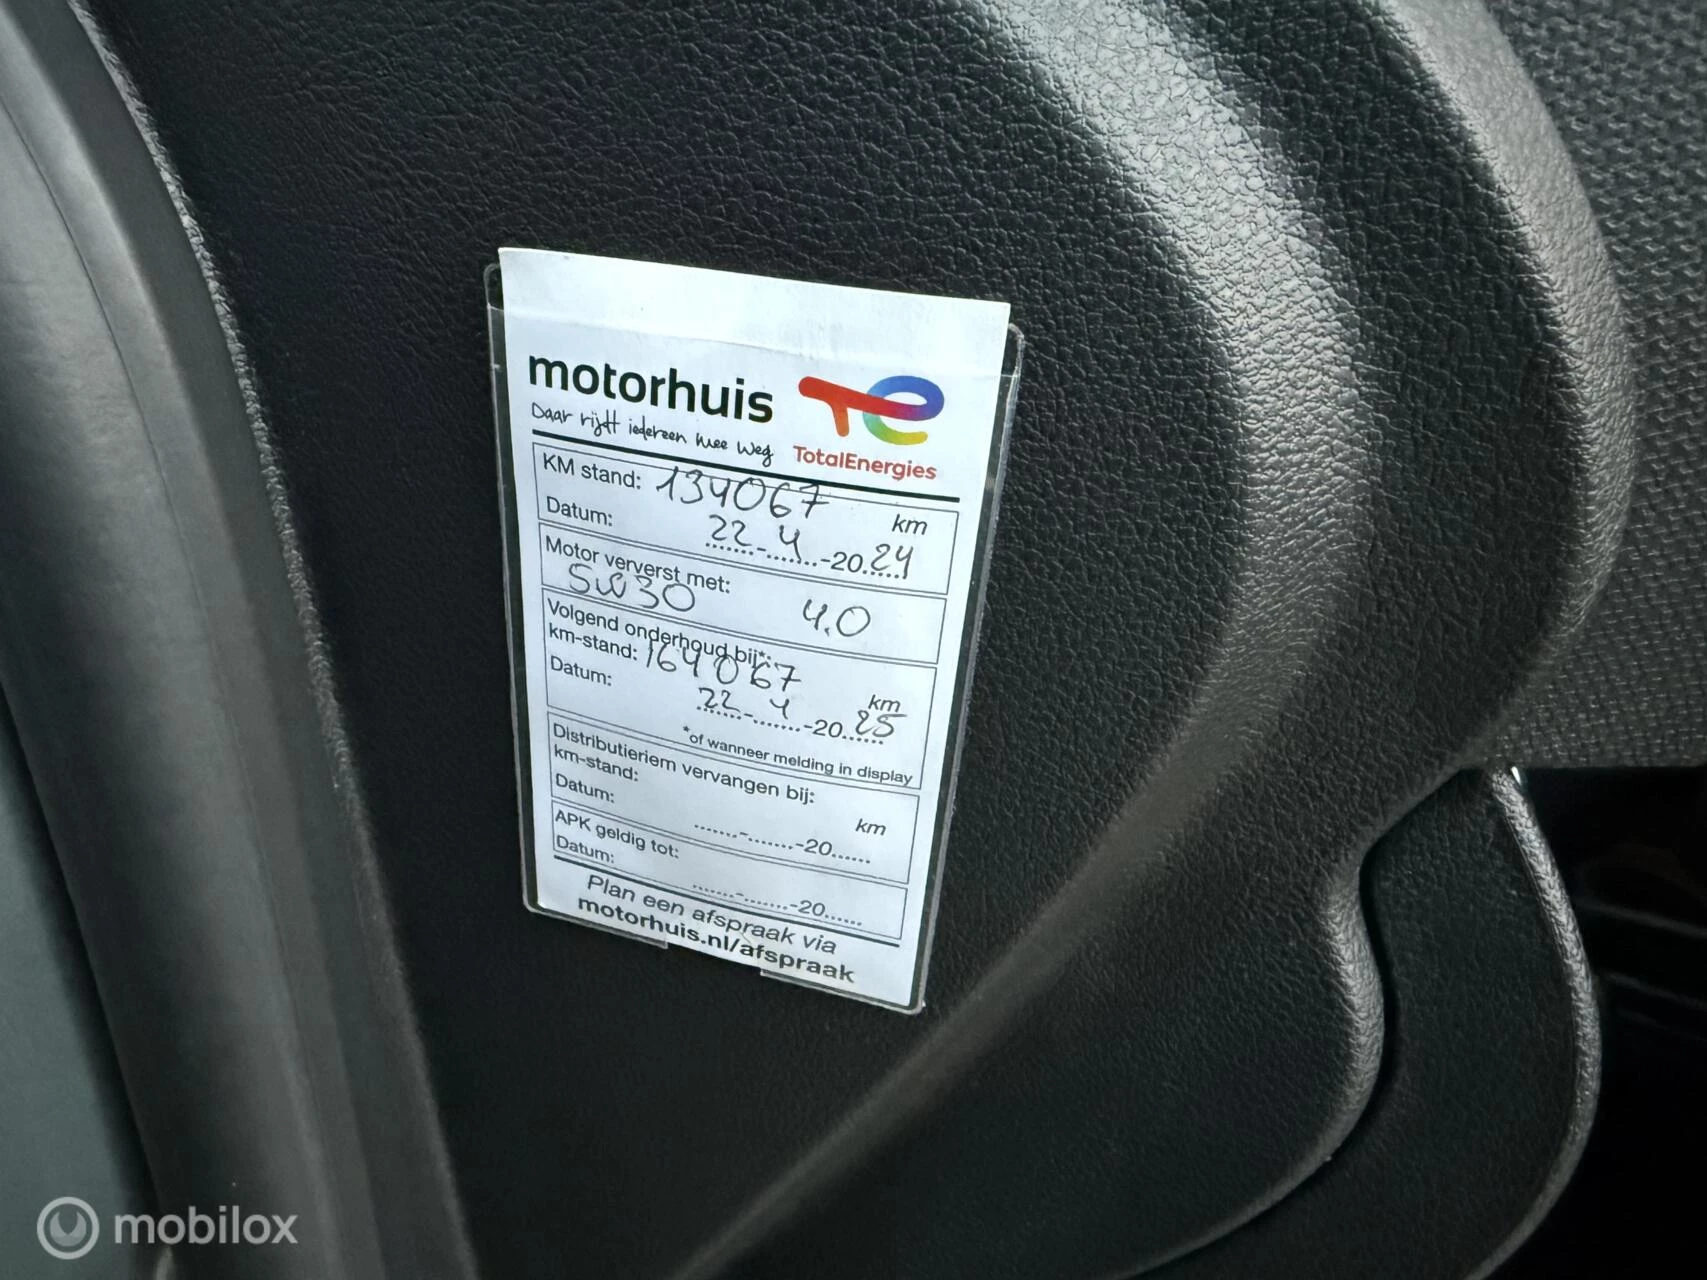 motorhuis
Daar rijdt iedereen mee weg
TotalEnergies
KM stand: 134067 km
Datum: 22-4-2024
Motor ververst met:
5W30 4.0
Volgend onderhoud bij*:
km-stand: 164067 km
Datum: 22-4-2025
*of wanneer melding in display
Distributieriem vervangen bij:
km-stand: km
Datum: .......-.......-20......
APK geldig tot:
Datum: .......-.......-20......
Plan een afspraak via
motorhuis.nl/afspraak
mobilox